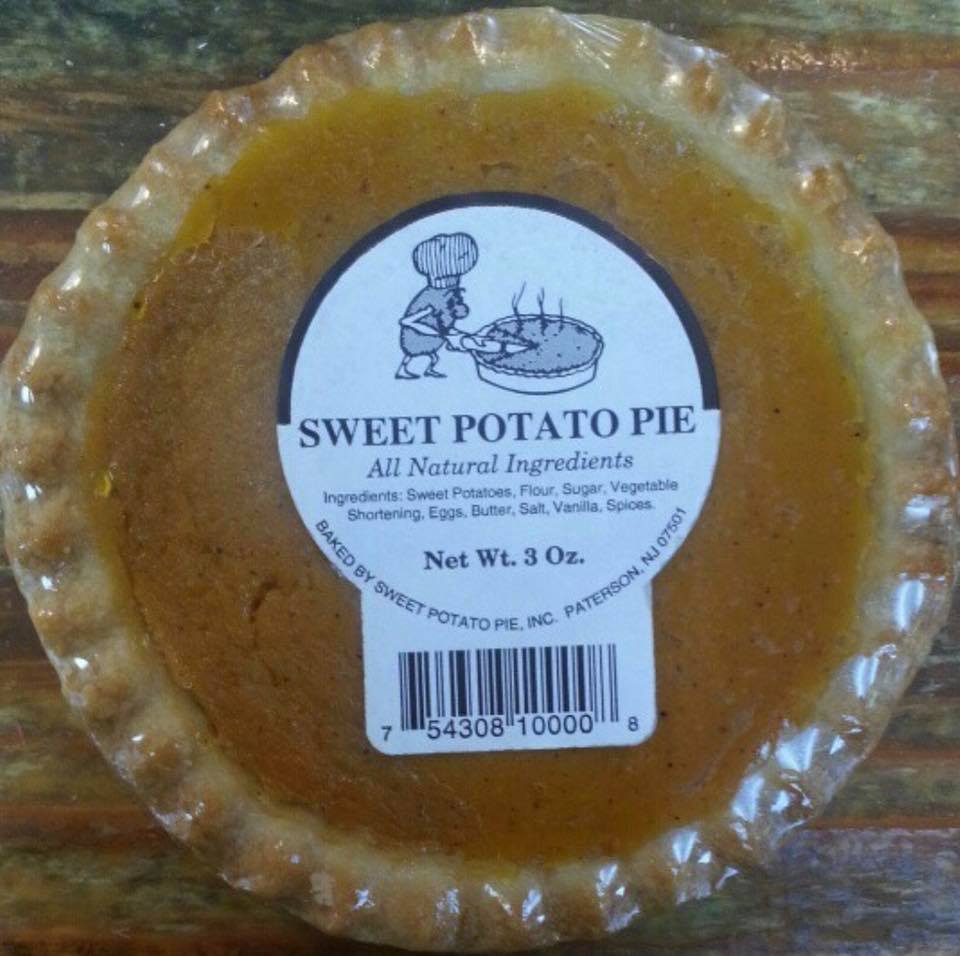 SWEET POTATO PIE
All Natural Ingredients
Ingredients: Sweet Potatoes, Flour, Sugar, Vegetable
Shortening, Eggs, Butter, Salt, Vanilla, Spices.
Net Wt. 3 Oz.
BAKED BY SWEET POTATO PIE, INC. PATERSON, NJ 07501
7 54308 10000 8